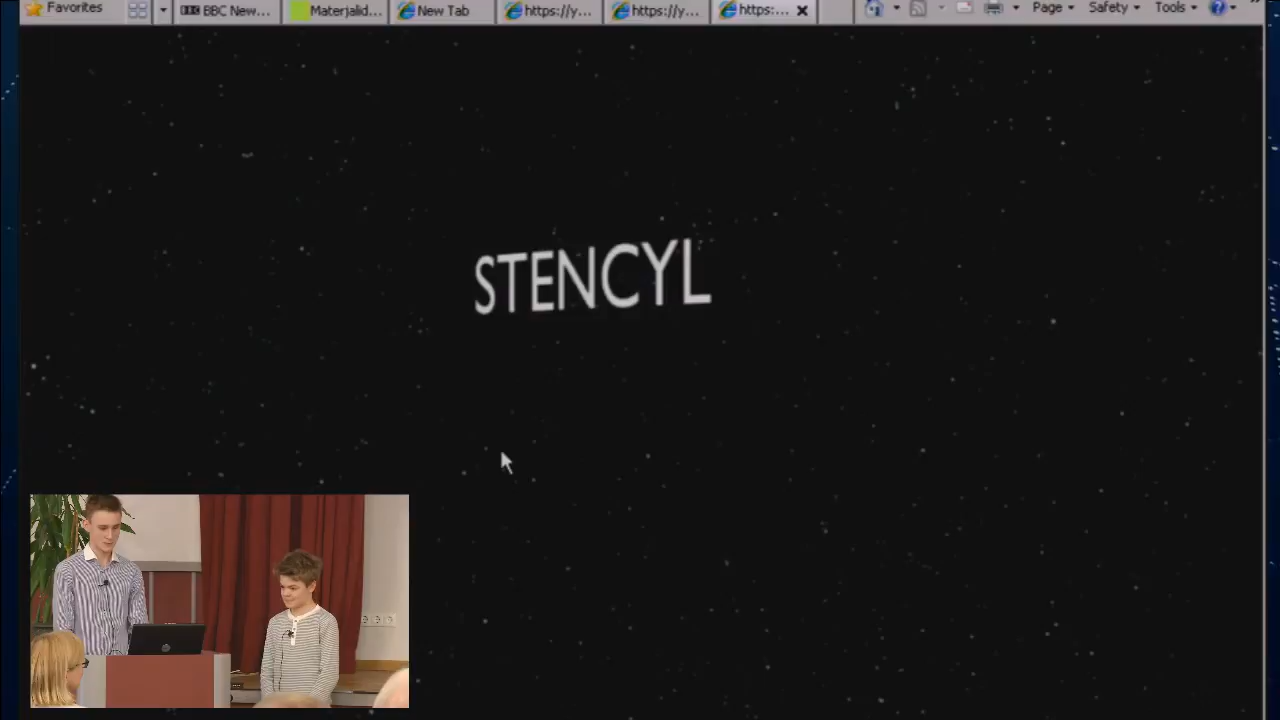 Favorites
BBC New...
Materjalid...
New Tab
https://y...
https://y...
https:...
Page
Safety
Tools
STENCYL